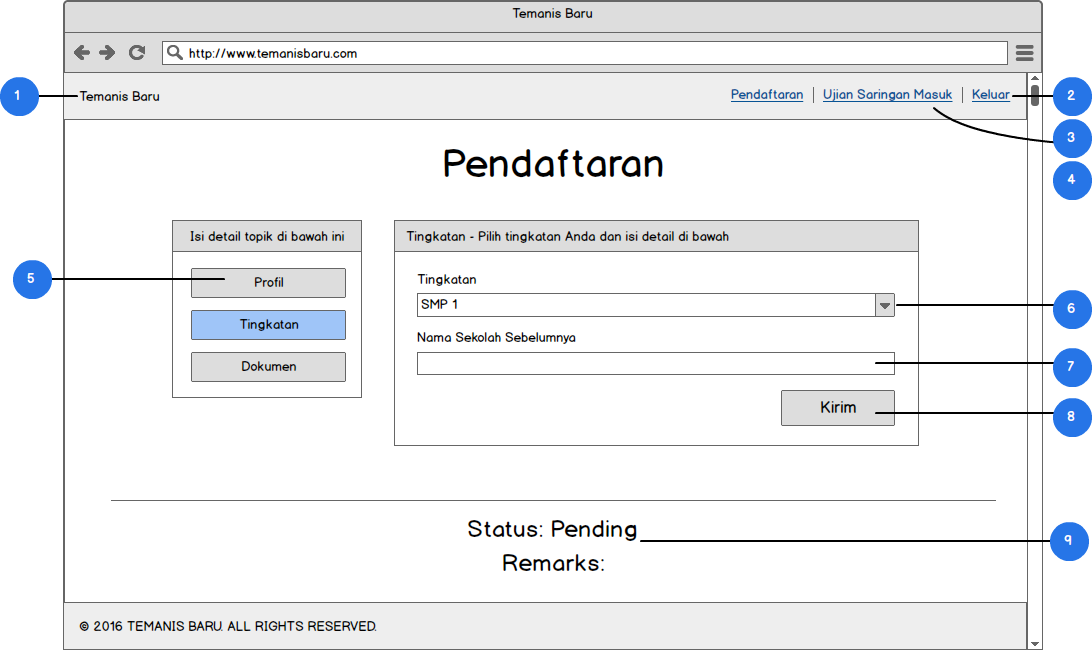 Temanis Baru
http://www.temanisbaru.com
1
Temanis Baru
Pendaftaran
Ujian Saringan Masuk
Keluar
2
3
4
Pendaftaran
Isi detail topik di bawah ini
Tingkatan - Pilih tingkatan Anda dan isi detail di bawah
5
Profil
Tingkatan
Dokumen
Tingkatan
SMP 1
6
Nama Sekolah Sebelumnya
7
Kirim
8
Status: Pending
9
Remarks:
© 2016 TEMANIS BARU. ALL RIGHTS RESERVED.